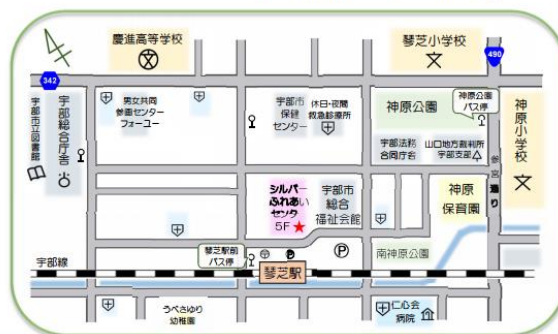 慶進高等学校
琴芝小学校
342
490
宇部市立図書館
宇部総合庁舎
男女共同
参画センター
フォーユー
宇部市
保健
センター
休日・夜間
救急診療所
神原公園
神原公園
バス停
宇部法務
合同庁舎
山口地方裁判所
宇部支部
参宮通り
神原小学校
シルバー
ふれあい
センタ
5F★
宇部市
総合
福祉会館
神原
保育園
琴芝駅前
バス停
P
P
南神原公園
宇部線
琴芝駅
うべさゆり
幼稚園
仁心会
病院